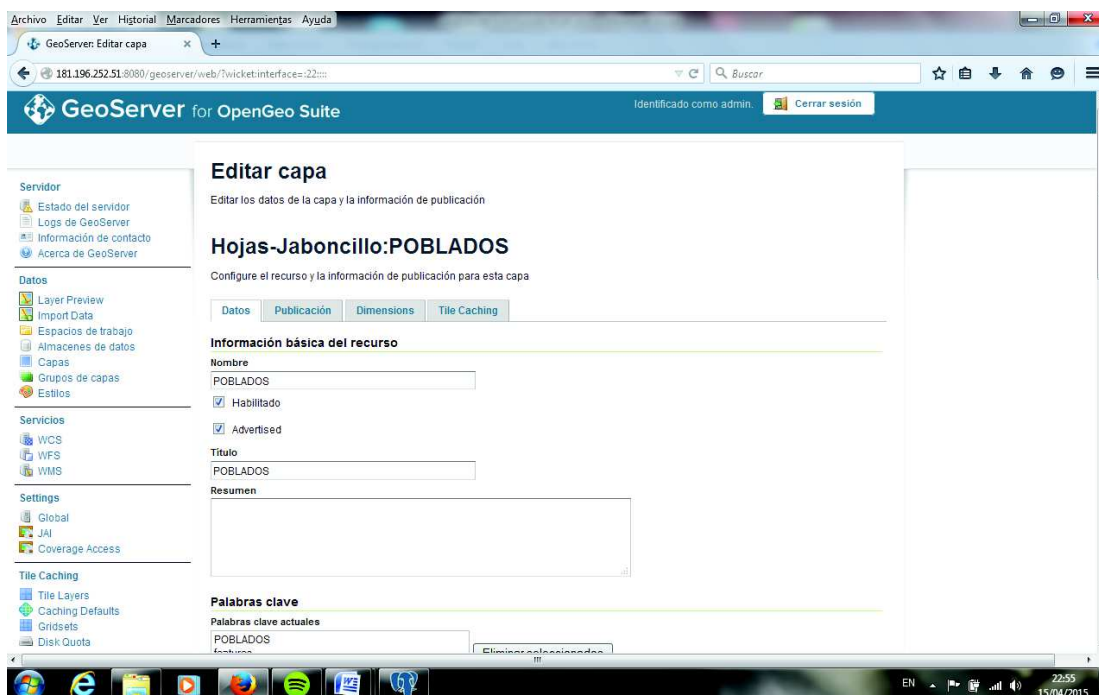 Archivo Editar Ver Historial Marcadores Herramientas Ayuda
GeoServer: Editar capa
181.196.252.51:8080/geoserver/web/?wicket:interface=:22::::
Buscar
GeoServer for OpenGeo Suite
Identificado como admin.
Cerrar sesión
Servidor
Estado del servidor
Logs de GeoServer
Información de contacto
Acerca de GeoServer
Datos
Layer Preview
Import Data
Espacios de trabajo
Almacenes de datos
Capas
Grupos de capas
Estilos
Servicios
WCS
WFS
WMS
Settings
Global
JAI
Coverage Access
Tile Caching
Tile Layers
Caching Defaults
Gridsets
Disk Quota
Editar capa
Editar los datos de la capa y la información de publicación
Hojas-Jaboncillo:POBLADOS
Configure el recurso y la información de publicación para esta capa
Datos Publicación Dimensions Tile Caching
Información básica del recurso
Nombre
POBLADOS
Habilitado
Advertised
Título
POBLADOS
Resumen
Palabras clave
Palabras clave actuales
POBLADOS
features
Eliminar seleccionados
EN
22:55
15/04/2015